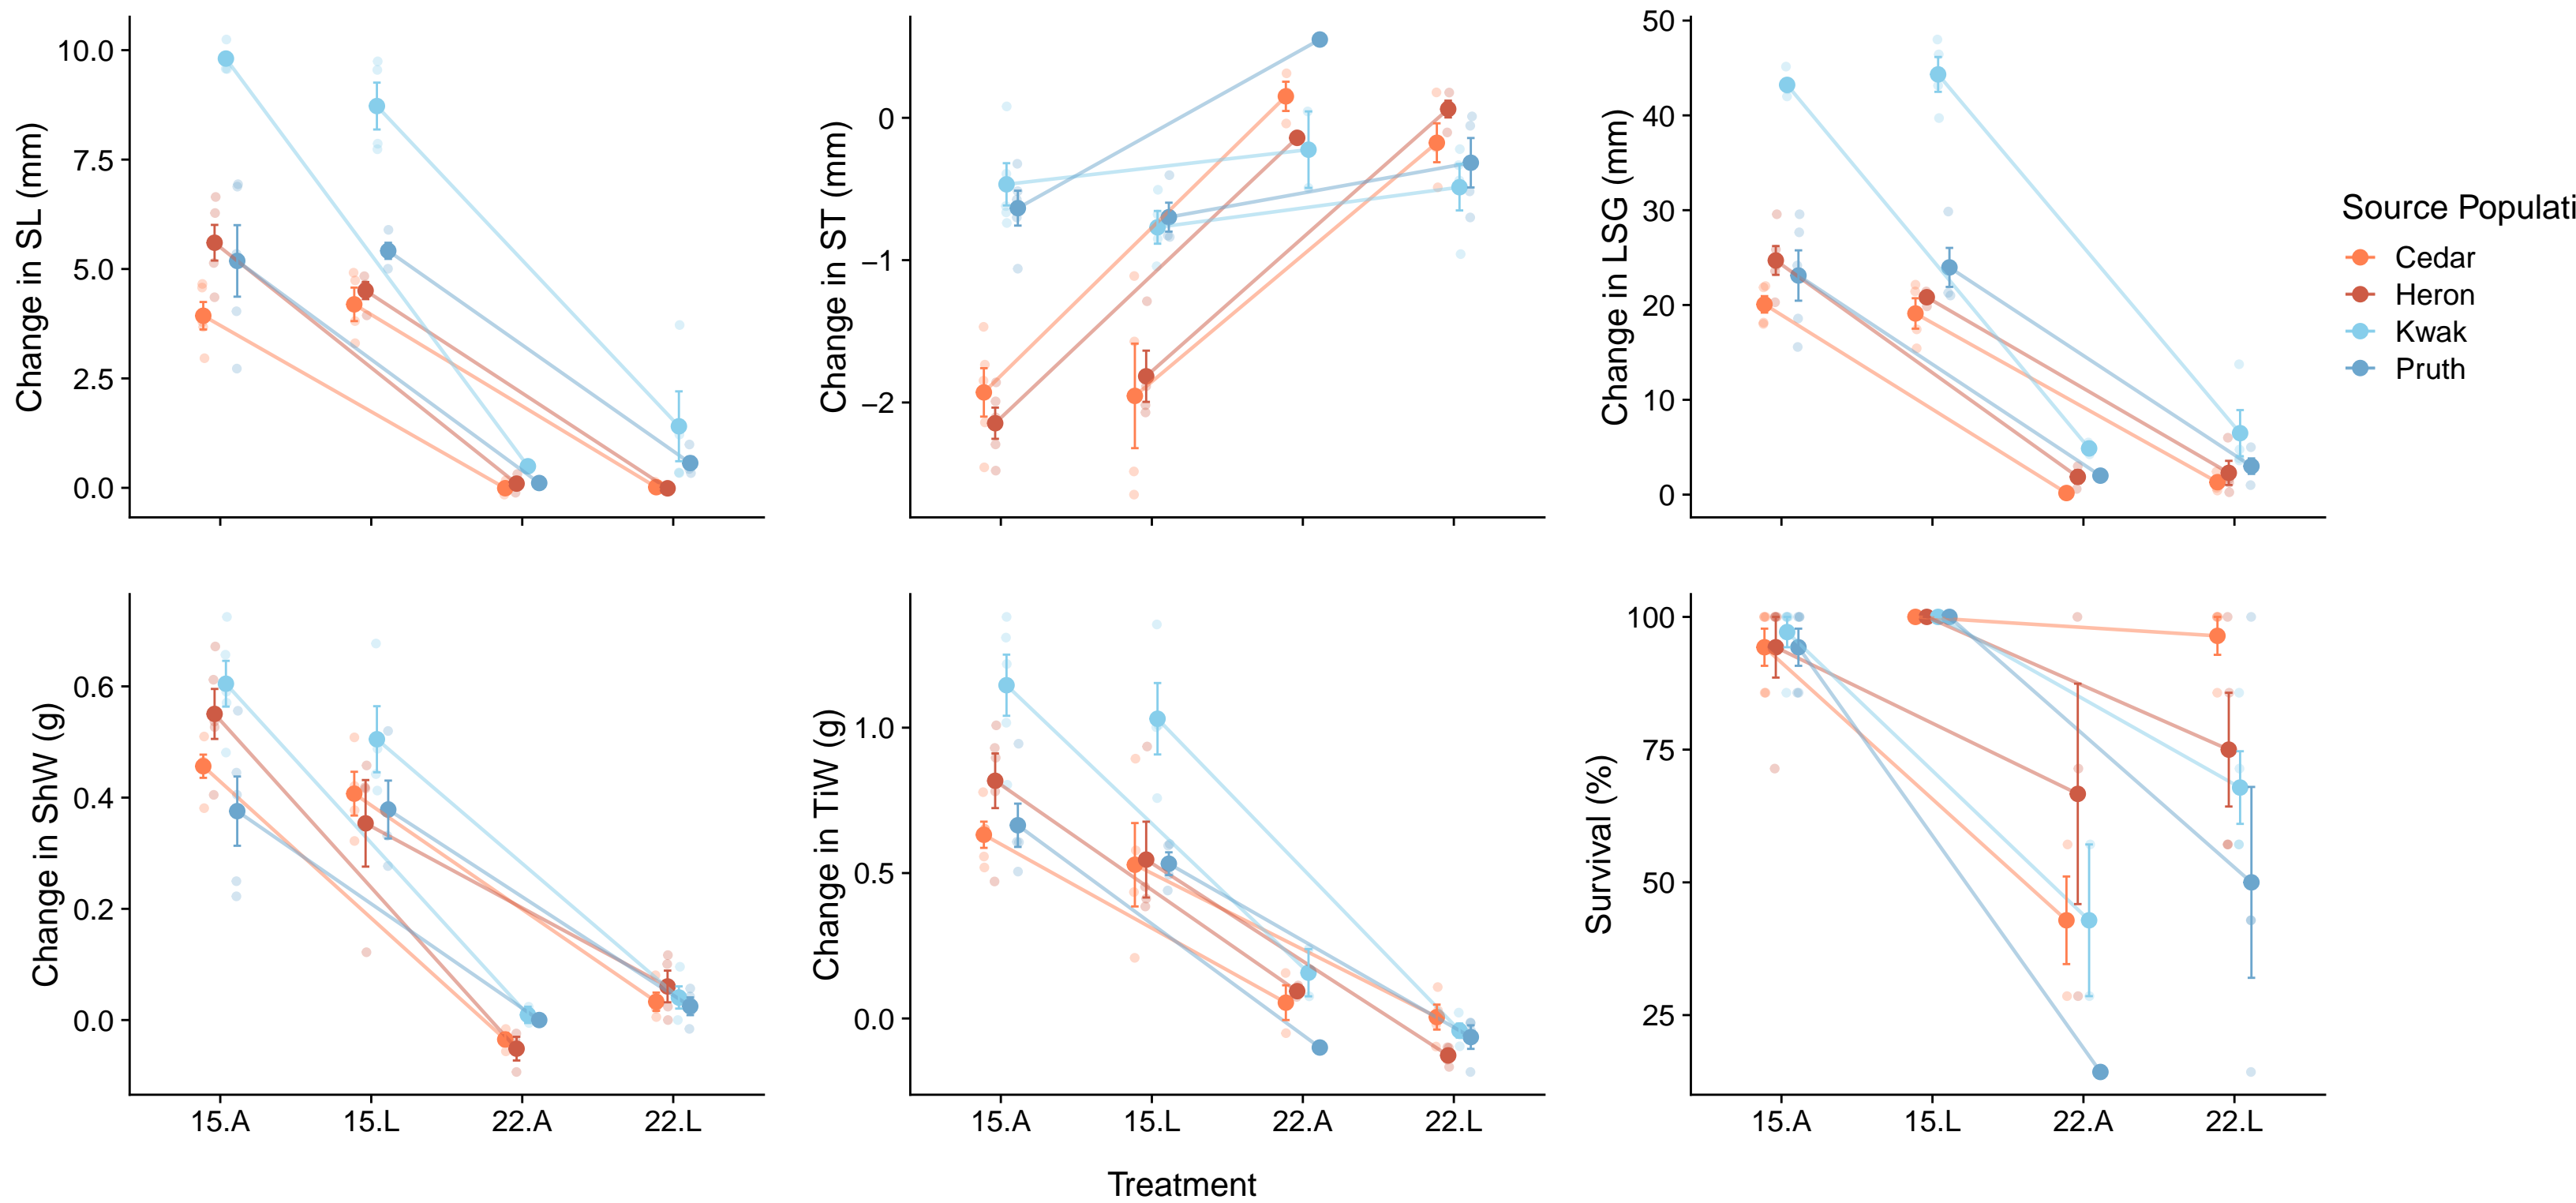 Change in SL (mm)
10.0
7.5
5.0
2.5
0.0
Change in ST (mm)
0
−1
−2
Change in LSG (mm)
50
40
30
20
10
0
Source Populati
Cedar
Heron
Kwak
Pruth
Change in ShW (g)
0.6
0.4
0.2
0.0
15.A 15.L 22.A 22.L
Change in TiW (g)
1.0
0.5
0.0
15.A 15.L 22.A 22.L
Survival (%)
100
75
50
25
15.A 15.L 22.A 22.L
Treatment